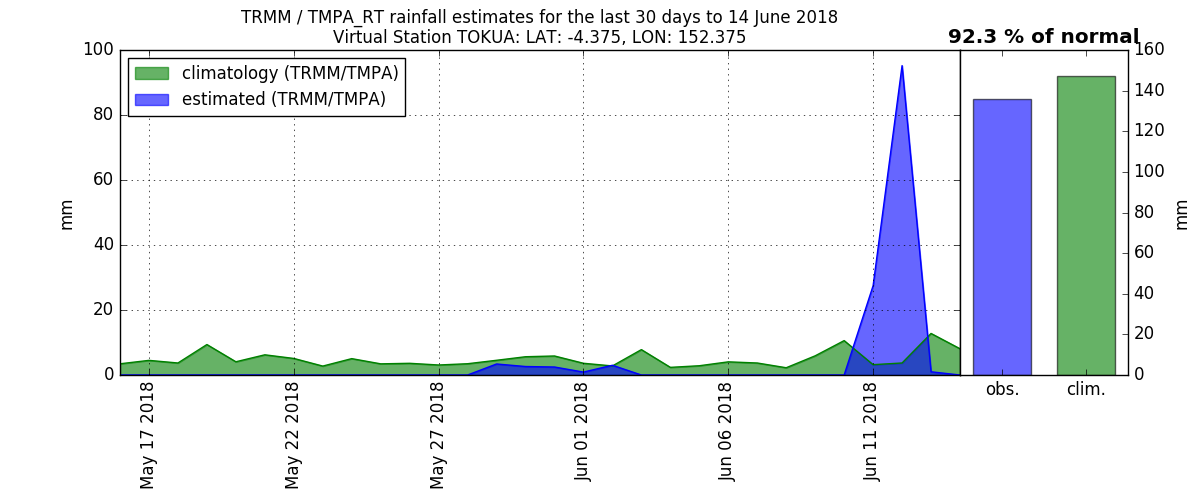 TRMM / TMPA_RT rainfall estimates for the last 30 days to 14 June 2018
Virtual Station TOKUA: LAT: -4.375, LON: 152.375
92.3 % of normal
climatology (TRMM/TMPA)
estimated (TRMM/TMPA)
100
80
60
40
20
0
mm
May 17 2018
May 22 2018
May 27 2018
Jun 01 2018
Jun 06 2018
Jun 11 2018
160
140
120
100
80
60
40
20
0
mm
obs.
clim.